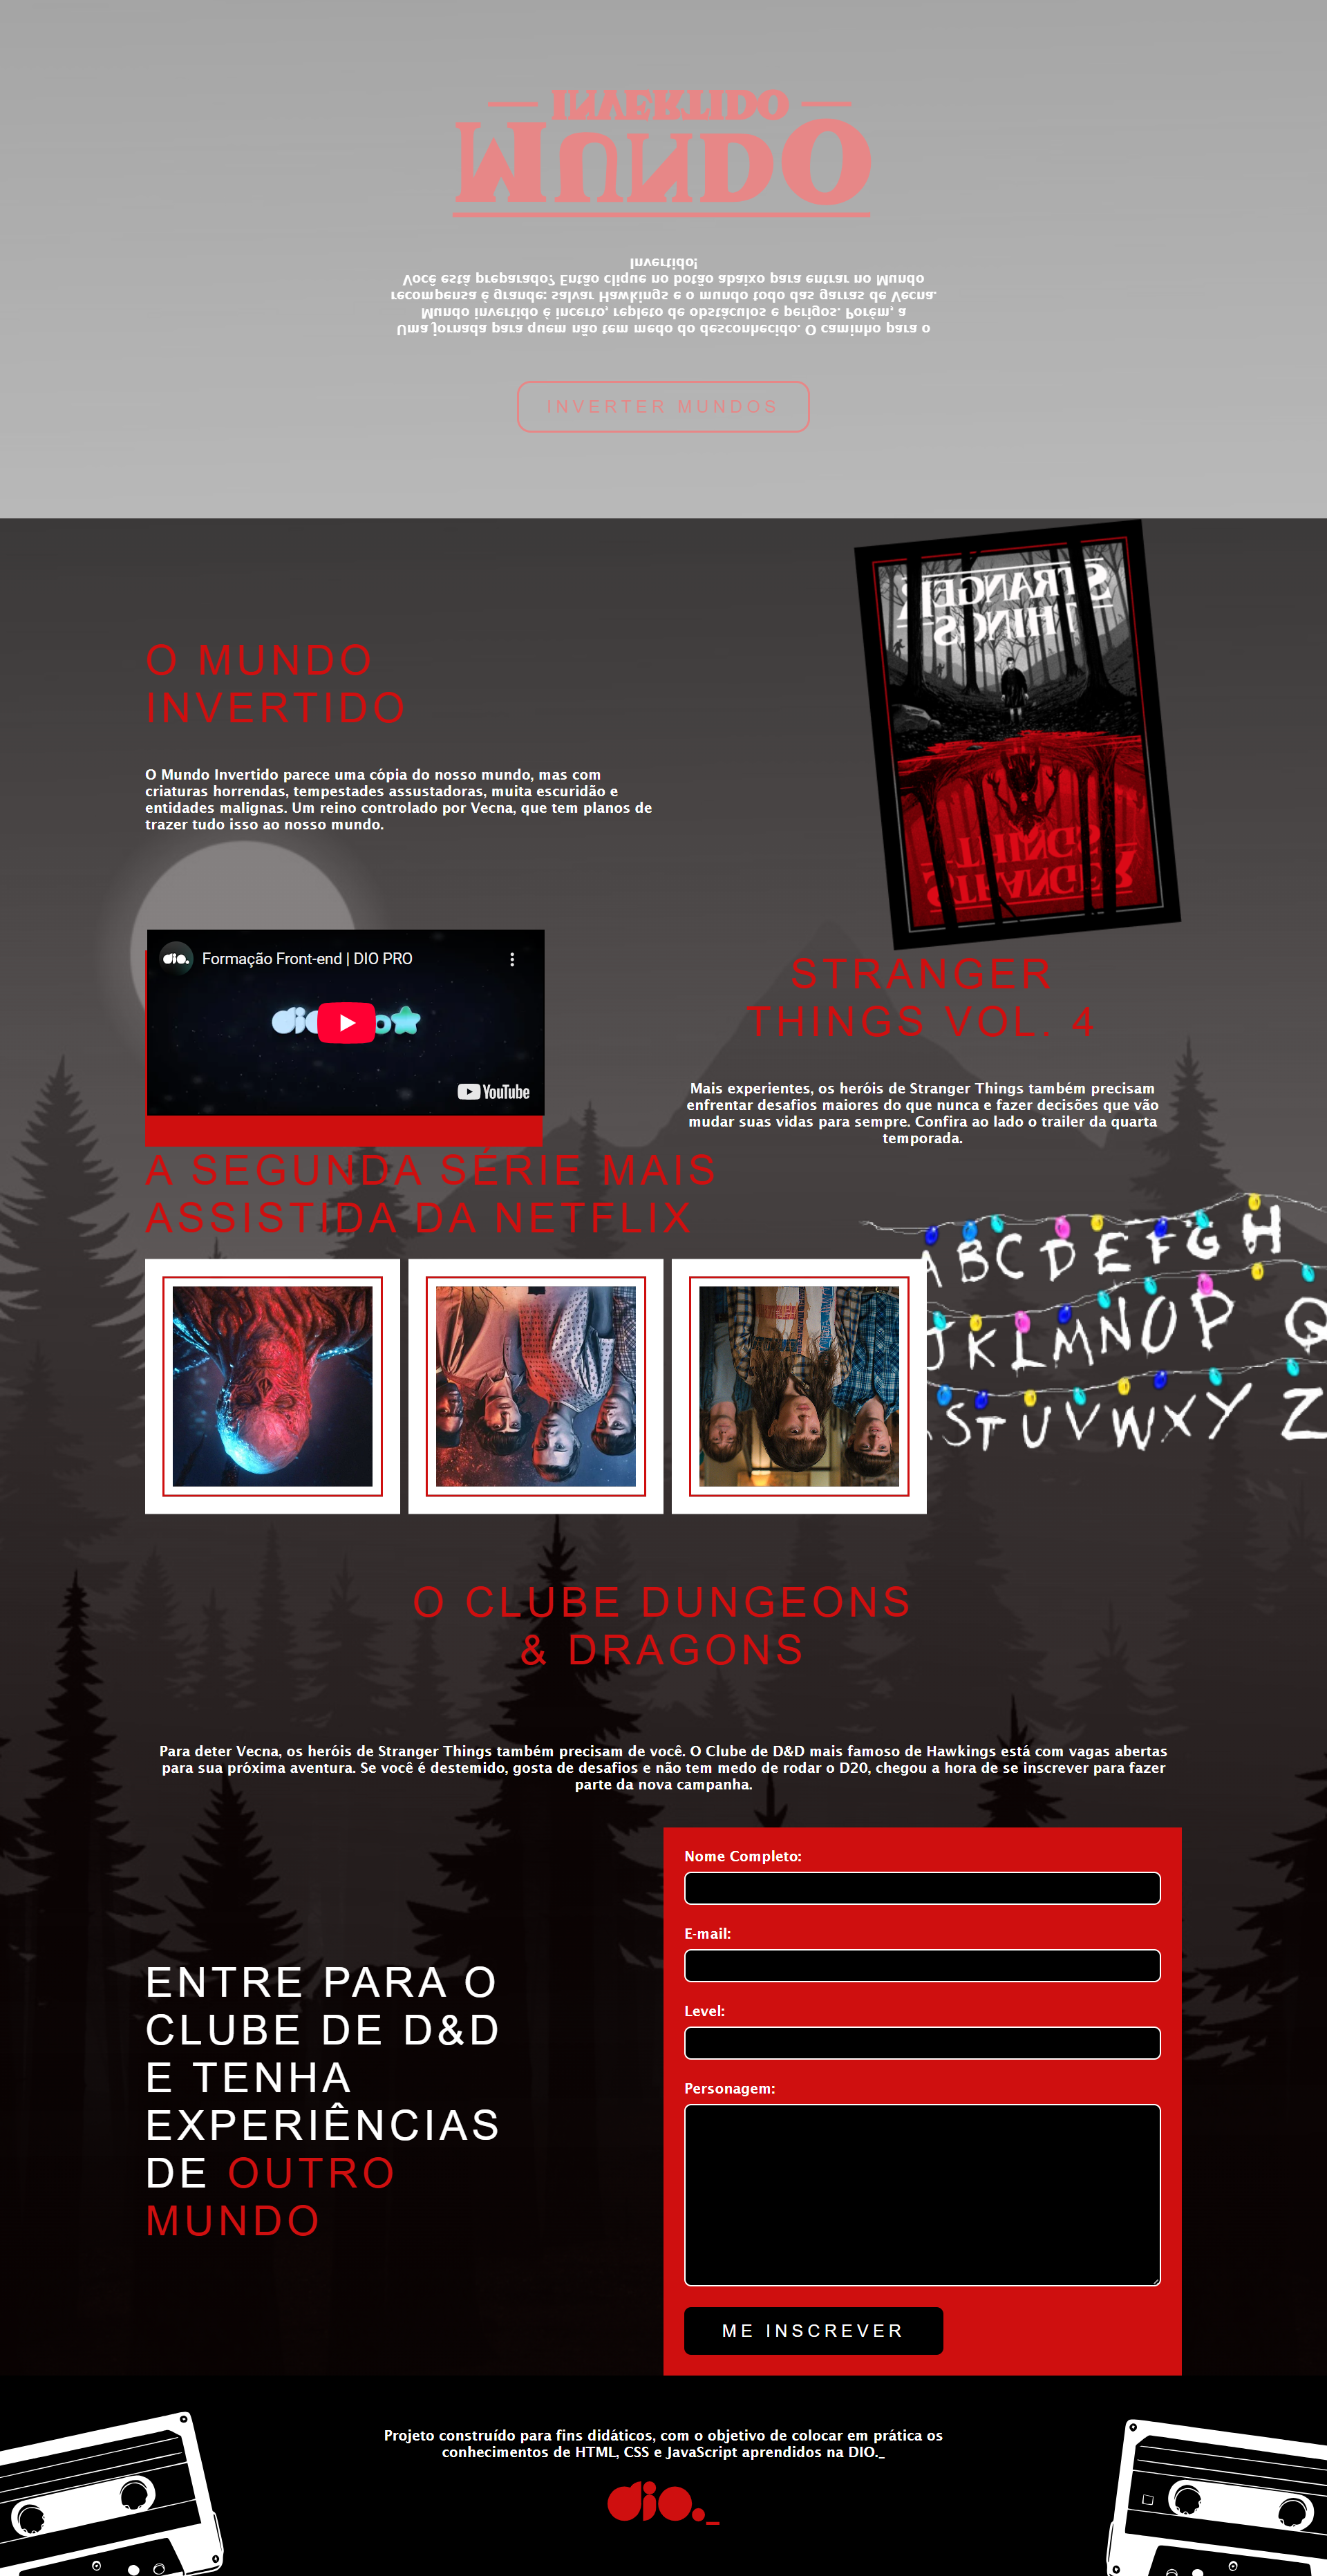 INVERTIDO
MUNDO
Uma jornada para quem não tem medo do desconhecido. O caminho para o
Mundo invertido é incerto, repleto de obstáculos e perigos. Porém, a
recompensa é grande: salvar Hawkings e o mundo todo das garras de Vecna.
Você está preparado? Então clique no botão abaixo para entrar no Mundo
Invertido!
INVERTER MUNDOS
STRANGER
THINGS
THINGS
STRANGER
O MUNDO
INVERTIDO
O Mundo Invertido parece uma cópia do nosso mundo, mas com
criaturas horrendas, tempestades assustadoras, muita escuridão e
entidades malignas. Um reino controlado por Vecna, que tem planos de
trazer tudo isso ao nosso mundo.
dio.
Formação Front-end | DIO PRO
YouTube
STRANGER
THINGS VOL. 4
Mais experientes, os heróis de Stranger Things também precisam
enfrentar desafios maiores do que nunca e fazer decisões que vão
mudar suas vidas para sempre. Confira ao lado o trailer da quarta
temporada.
A SEGUNDA SÉRIE MAIS
ASSISTIDA DA NETFLIX
A B C D E F G H
J K L M N O P Q
S T U V W X Y Z
O CLUBE DUNGEONS
& DRAGONS
Para deter Vecna, os heróis de Stranger Things também precisam de você. O Clube de D&D mais famoso de Hawkings está com vagas abertas
para sua próxima aventura. Se você é destemido, gosta de desafios e não tem medo de rodar o D20, chegou a hora de se inscrever para fazer
parte da nova campanha.
ENTRE PARA O
CLUBE DE D&D
E TENHA
EXPERIÊNCIAS
DE OUTRO
MUNDO
Nome Completo:
E-mail:
Level:
Personagem:
ME INSCREVER
Projeto construído para fins didáticos, com o objetivo de colocar em prática os
conhecimentos de HTML, CSS e JavaScript aprendidos na DIO._
dio._